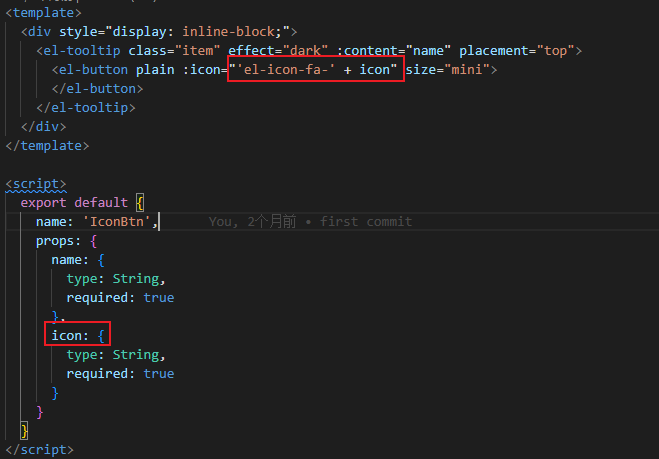 <template>
<div style="display: inline-block;">
<el-tooltip class="item" effect="dark" :content="name" placement="top">
<el-button plain :icon="'el-icon-fa-' + icon" size="mini">
</el-button>
</el-tooltip>
</div>
</template>
<script>
export default {
name: 'IconBtn', You, 2个月前 • first commit
props: {
name: {
type: String,
required: true
},
icon: {
type: String,
required: true
}
}
}
</script>